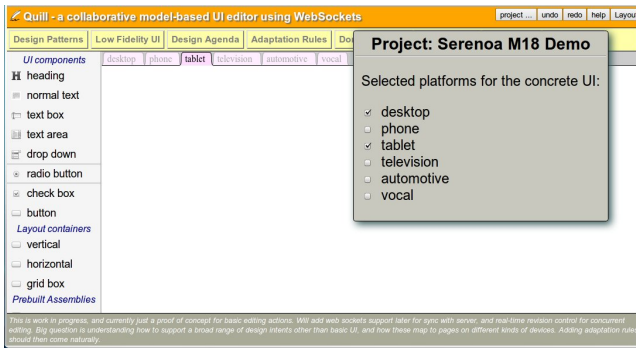 Quill - a collaborative model-based UI editor using WebSockets
project ... undo redo help Layou
Design Patterns Low Fidelity UI Design Agenda Adaptation Rules Do
Project: Serenoa M18 Demo
Selected platforms for the concrete UI:
desktop
phone
tablet
television
automotive
vocal
desktop phone tablet television automotive vocal
UI components
H heading
normal text
text box
text area
drop down
radio button
check box
button
Layout containers
vertical
horizontal
grid box
Prebuilt Assemblies
This is work in progress, and currently just a proof of concept for basic editing actions. Will add web sockets support later for sync with server, and real-time revision control for concurrent
editing. Big question is understanding how to support a broad range of design intents other than basic UI, and how these map to pages on different kinds of devices. Adding adaptation rules
should then come naturally.